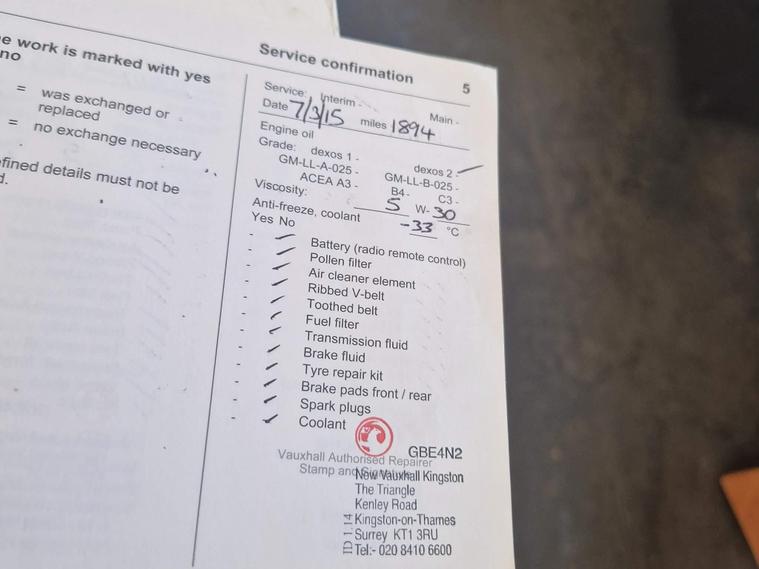 e work is marked with yes
no
= was exchanged or
replaced
= no exchange necessary
fined details must not be
d.
Service confirmation 5
Service: Interim - Main -
Date 7/3/15 miles 1894
Engine oil
Grade: dexos 1 - dexos 2 -
GM-LL-A-025 - GM-LL-B-025 -
ACEA A3 - B4 - C3 -
Viscosity: 5 W- 30
Anti-freeze, coolant -33 °C
Yes No
- Battery (radio remote control)
- Pollen filter
- Air cleaner element
- Ribbed V-belt
- Toothed belt
- Fuel filter
- Transmission fluid
- Brake fluid
- Tyre repair kit
- Brake pads front / rear
- Spark plugs
- Coolant
GBE4N2
Vauxhall Authorised Repairer
Stamp and
New Vauxhall Kingston
The Triangle
Kenley Road
Kingston-on-Thames
Surrey KT1 3RU
Tel:- 020 8410 6600